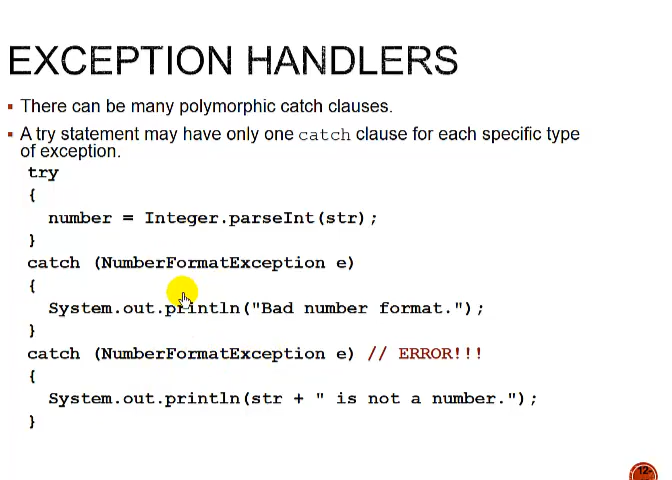 EXCEPTION HANDLERS
▪ There can be many polymorphic catch clauses.
▪ A try statement may have only one catch clause for each specific type
of exception.
try
{
number = Integer.parseInt(str);
}
catch (NumberFormatException e)
{
System.out.println("Bad number format.");
}
catch (NumberFormatException e) // ERROR!!!
{
System.out.println(str + " is not a number.");
}
12-